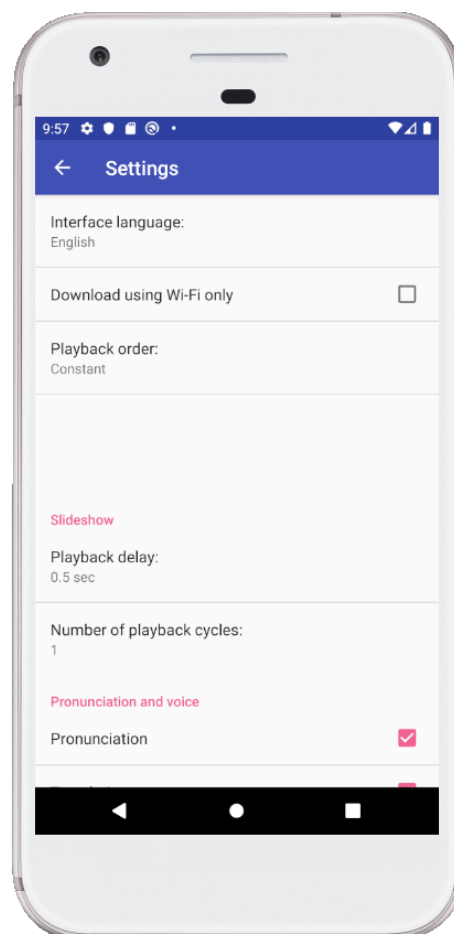 9:57
Settings
Interface language:
English
Download using Wi-Fi only
Playback order:
Constant
Slideshow
Playback delay:
0.5 sec
Number of playback cycles:
1
Pronunciation and voice
Pronunciation